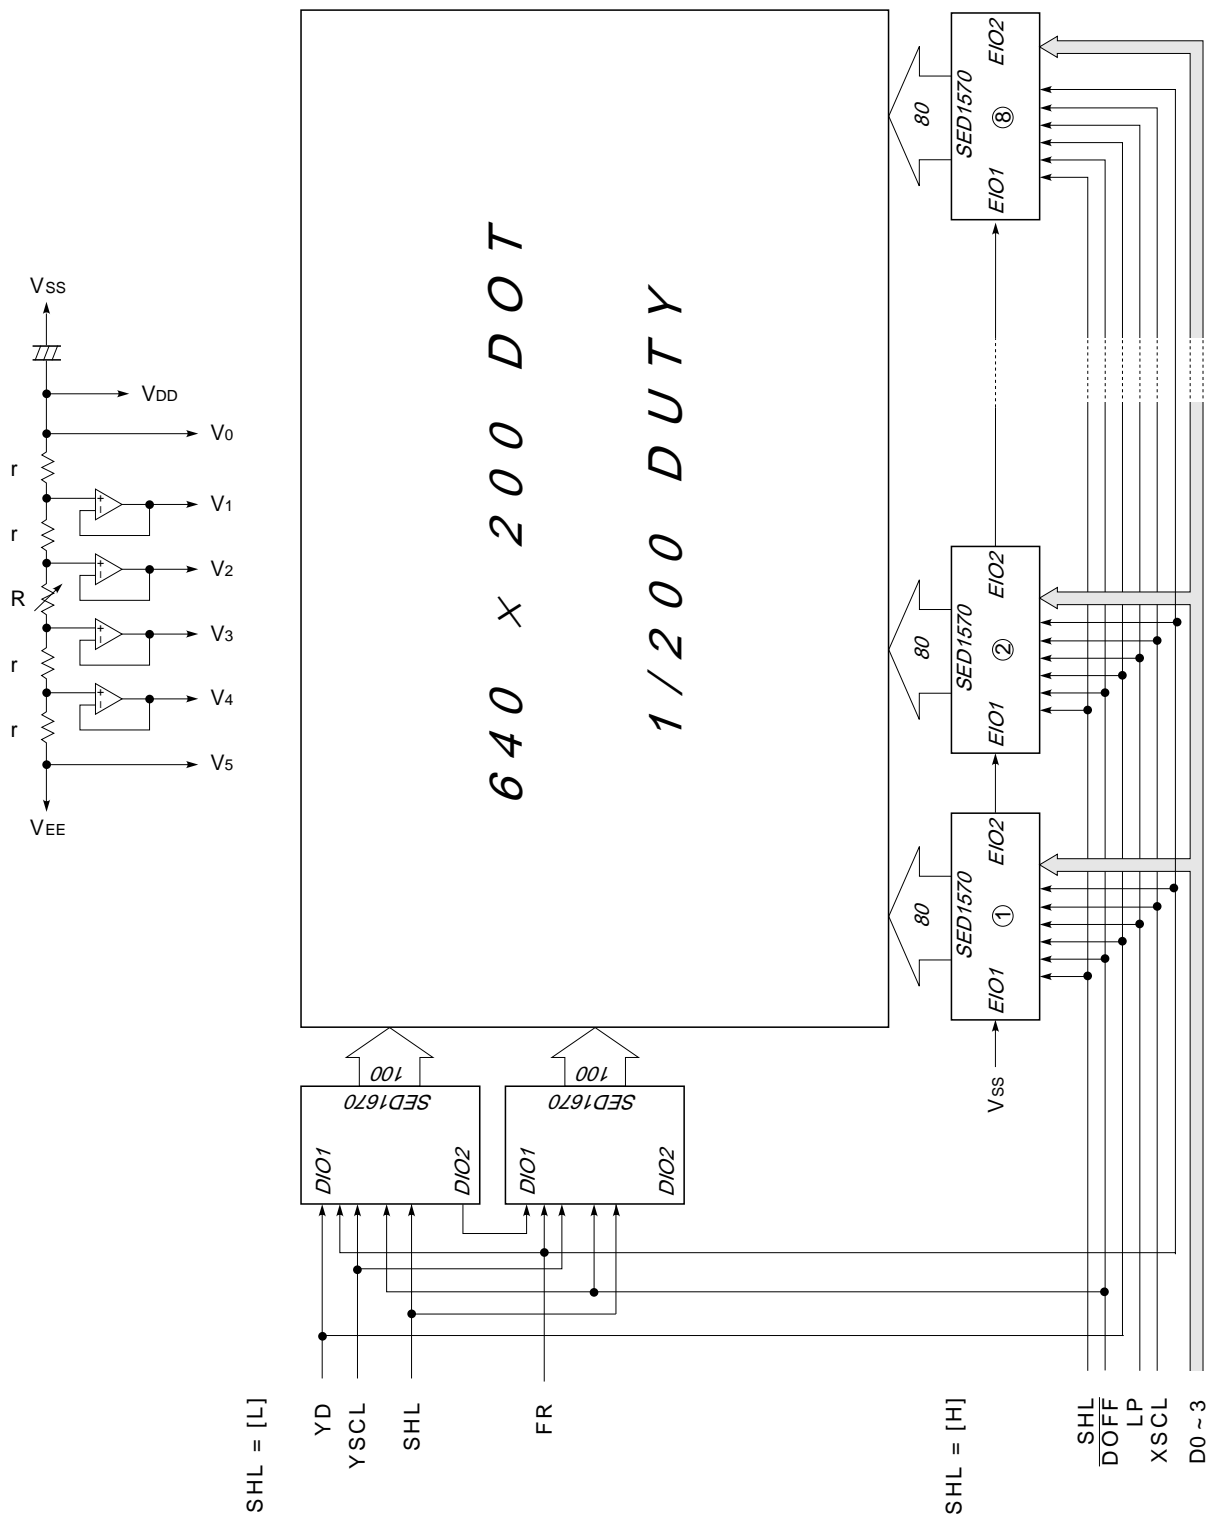 VSS
VDD
V0
r
V1
r
V2
R
V3
r
V4
r
V5
VEE
640 × 200 DOT
1/200 DUTY
80
SED1570
EIO1
⑧
EIO2
80
SED1570
EIO1
②
EIO2
80
SED1570
EIO1
①
EIO2
Vss
100
SED1670
DIO1
DIO2
100
SED1670
DIO1
DIO2
SHL = [L]
YD
YSCL
SHL
FR
SHL = [H]
SHL
DOFF
LP
XSCL
D0 ~ 3